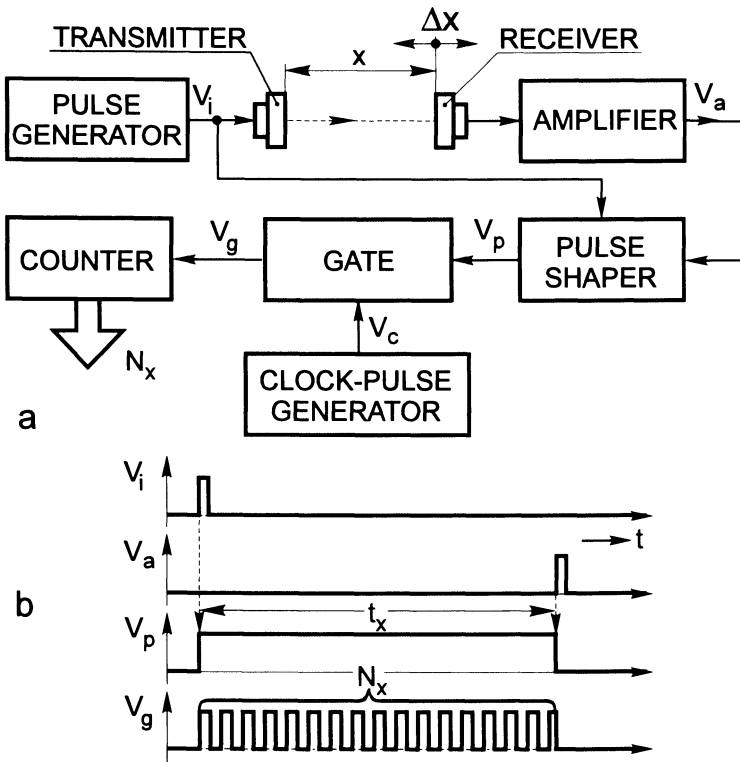 TRANSMITTER
x
Δx
RECEIVER
PULSE
GENERATOR
Vi
AMPLIFIER
Va
COUNTER
Vg
GATE
Vp
PULSE
SHAPER
Nx
Vc
CLOCK-PULSE
GENERATOR
a
Vi
Va
t
b
tx
Vp
Nx
Vg